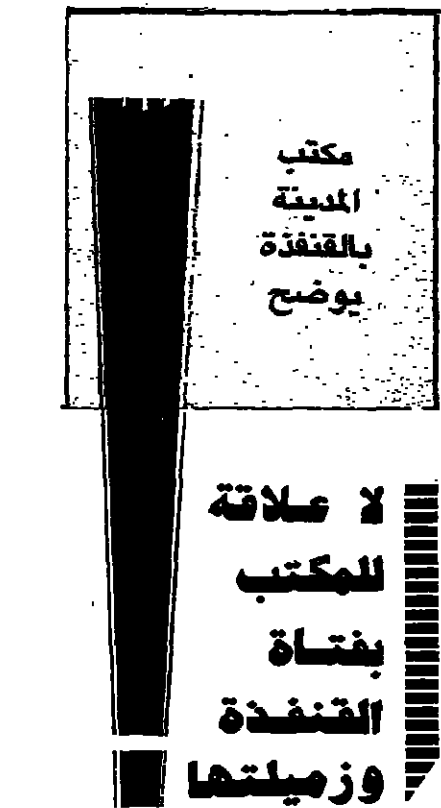 مكتب
المدينة
بالقنفذة
يوضح
لا علاقة
للمكتب
بفتاة
القنفذة
وزميلتها